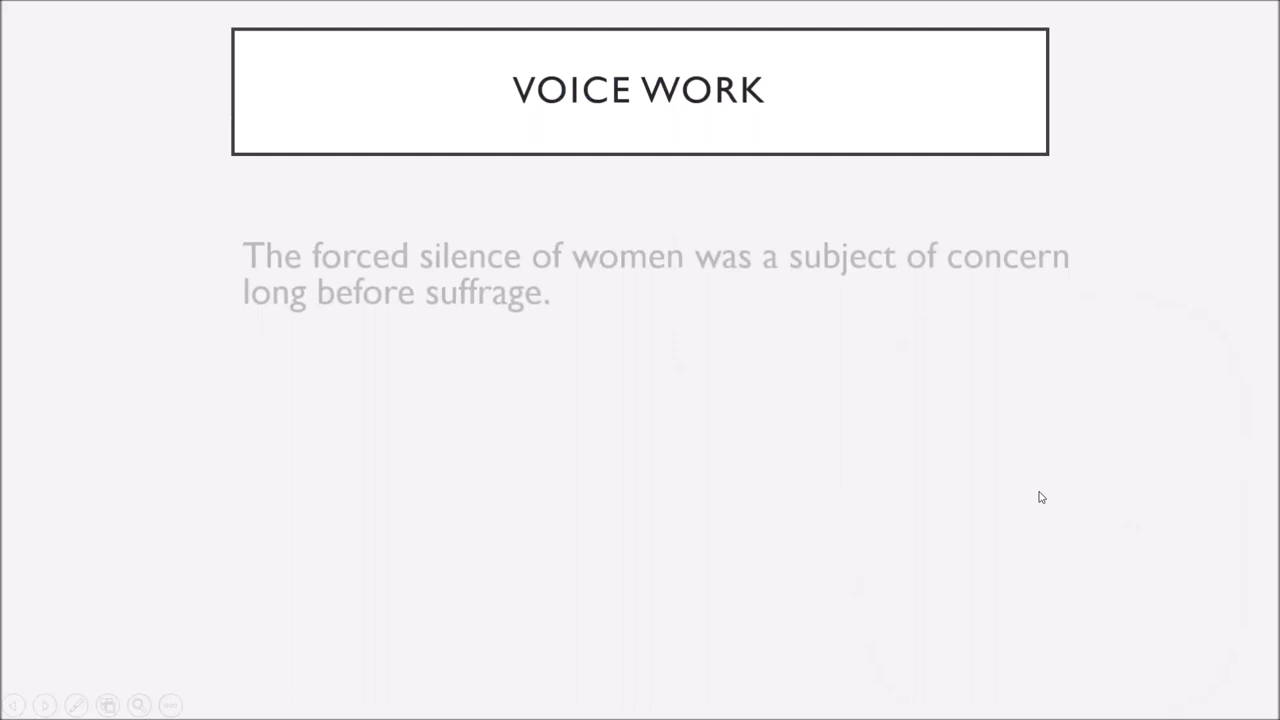 VOICE WORK
The forced silence of women was a subject of concern
long before suffrage.